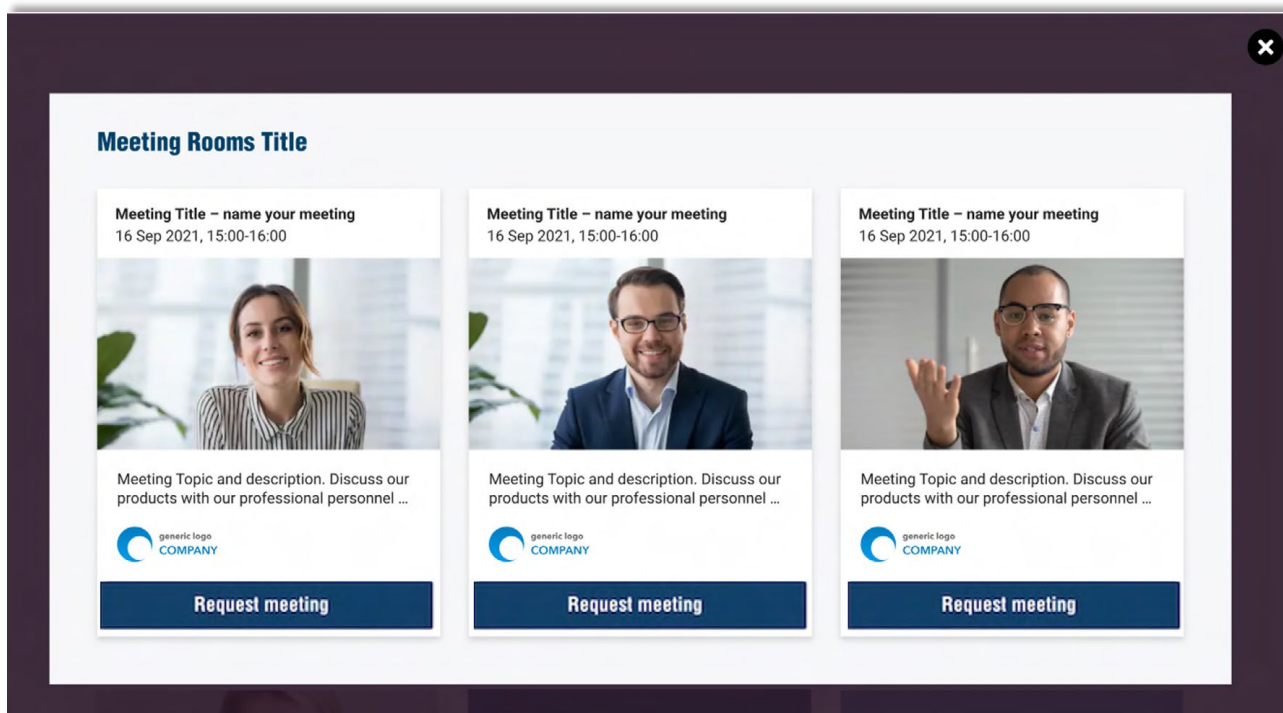 Meeting Rooms Title
Meeting Title – name your meeting
16 Sep 2021, 15:00-16:00
Meeting Topic and description. Discuss our
products with our professional personnel ...
generic logo
COMPANY
Request meeting
Meeting Title – name your meeting
16 Sep 2021, 15:00-16:00
Meeting Topic and description. Discuss our
products with our professional personnel ...
generic logo
COMPANY
Request meeting
Meeting Title – name your meeting
16 Sep 2021, 15:00-16:00
Meeting Topic and description. Discuss our
products with our professional personnel ...
generic logo
COMPANY
Request meeting